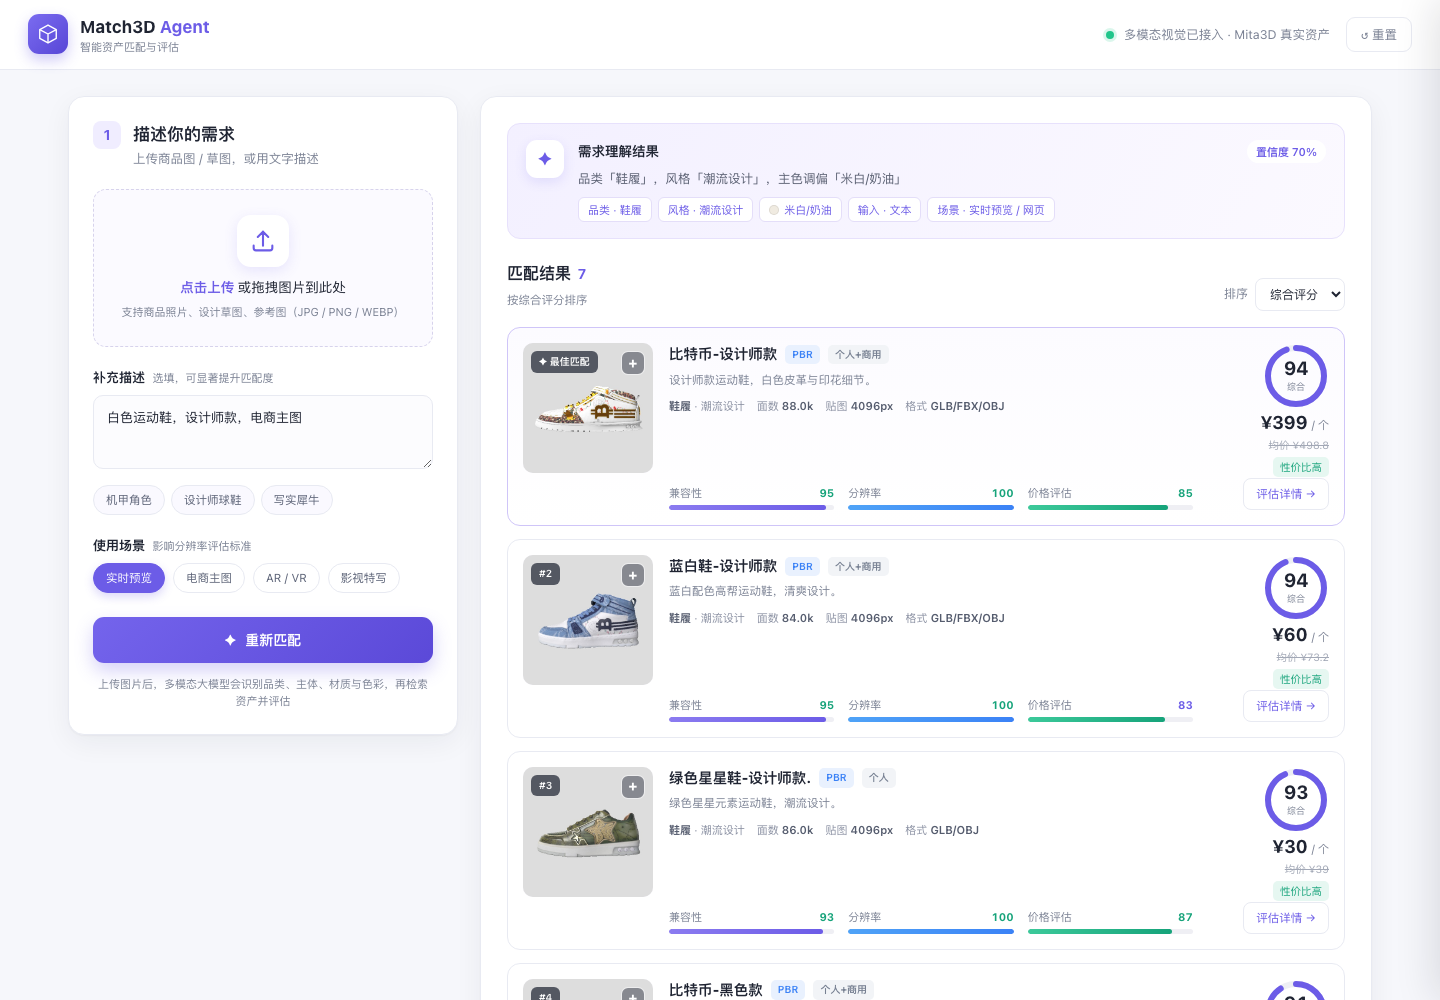 Match3D Agent
智能资产匹配与评估
多模态视觉已接入 · Mita3D 真实资产
↺ 重置
1
描述你的需求
上传商品图 / 草图，或用文字描述
点击上传 或拖拽图片到此处
支持商品照片、设计草图、参考图（JPG / PNG / WEBP）
补充描述 选填，可显著提升匹配度
白色运动鞋，设计师款，电商主图
机甲角色
设计师球鞋
写实犀牛
使用场景 影响分辨率评估标准
实时预览
电商主图
AR / VR
影视特写
✦ 重新匹配
上传图片后，多模态大模型会识别品类、主体、材质与色彩，再检索
资产并评估
✦
需求理解结果
置信度 70%
品类「鞋履」，风格「潮流设计」，主色调偏「米白/奶油」
品类 · 鞋履
风格 · 潮流设计
米白/奶油
输入 · 文本
场景 · 实时预览 / 网页
匹配结果 7
按综合评分排序
排序 综合评分
✦ 最佳匹配
+
比特币-设计师款 PBR 个人+商用
设计师款运动鞋，白色皮革与印花细节。
鞋履 · 潮流设计 面数 88.0k 贴图 4096px 格式 GLB/FBX/OBJ
94
综合
¥399 / 个
均价 ¥498.8
性价比高
兼容性 95
分辨率 100
价格评估 85
评估详情 →
#2
+
蓝白鞋-设计师款 PBR 个人+商用
蓝白配色高帮运动鞋，清爽设计。
鞋履 · 潮流设计 面数 84.0k 贴图 4096px 格式 GLB/FBX/OBJ
94
综合
¥60 / 个
均价 ¥73.2
性价比高
兼容性 95
分辨率 100
价格评估 83
评估详情 →
#3
+
绿色星星鞋-设计师款. PBR 个人
绿色星星元素运动鞋，潮流设计。
鞋履 · 潮流设计 面数 86.0k 贴图 4096px 格式 GLB/OBJ
93
综合
¥30 / 个
均价 ¥39
性价比高
兼容性 93
分辨率 100
价格评估 87
评估详情 →
#4
+
比特币-黑色款 PBR 个人+商用